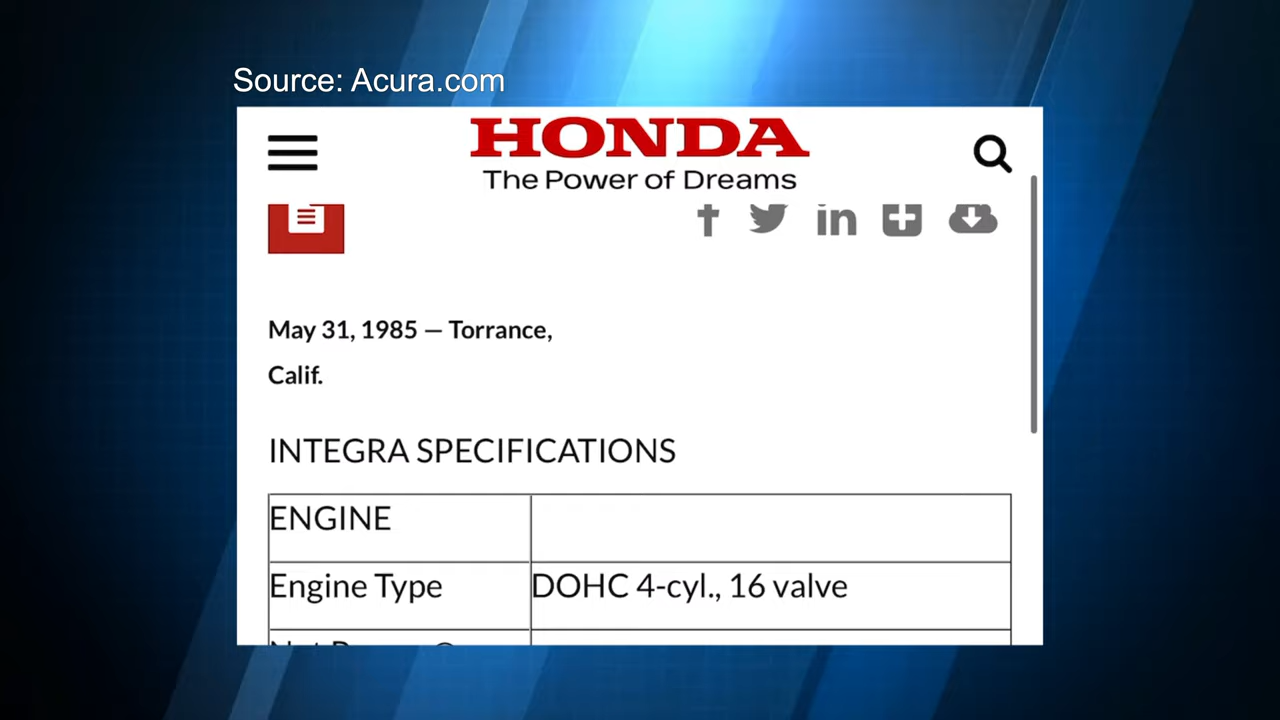 Source: Acura.com
HONDA
The Power of Dreams
in
May 31, 1985 — Torrance,
Calif.
INTEGRA SPECIFICATIONS
ENGINE
Engine Type DOHC 4-cyl., 16 valve